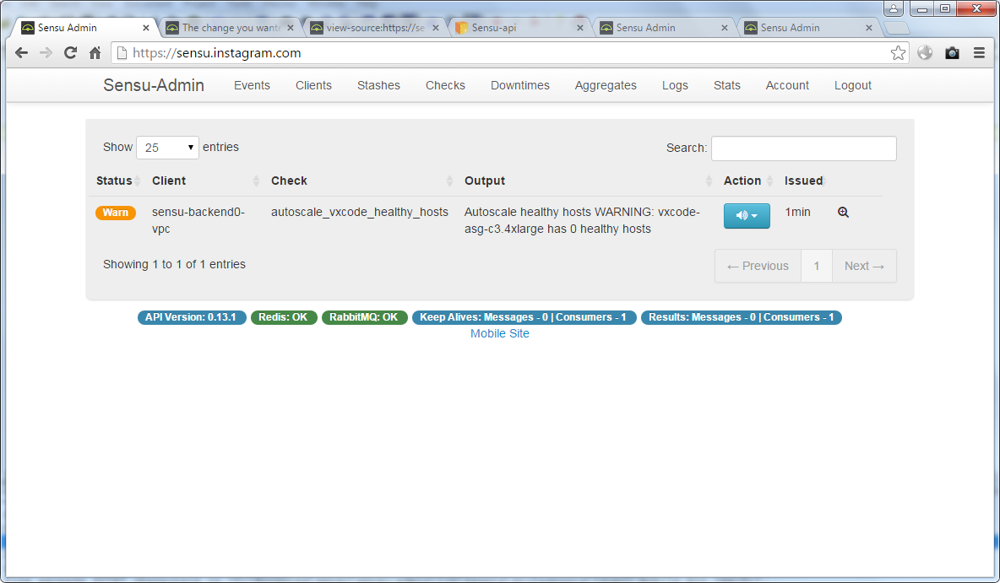 Sensu Admin
The change you want
view-source:https://se
Sensu-api
Sensu Admin
Sensu Admin
https://sensu.instagram.com
Sensu-Admin Events Clients Stashes Checks Downtimes Aggregates Logs Stats Account Logout
Show 25 entries Search:
Status Client Check Output Action Issued
Warn sensu-backend0- autoscale_vxcode_healthy_hosts Autoscale healthy hosts WARNING: vxcode- 1min
vpc asg-c3.4xlarge has 0 healthy hosts
Showing 1 to 1 of 1 entries ← Previous 1 Next →
API Version: 0.13.1 Redis: OK RabbitMQ: OK Keep Alives: Messages - 0 | Consumers - 1 Results: Messages - 0 | Consumers - 1
Mobile Site